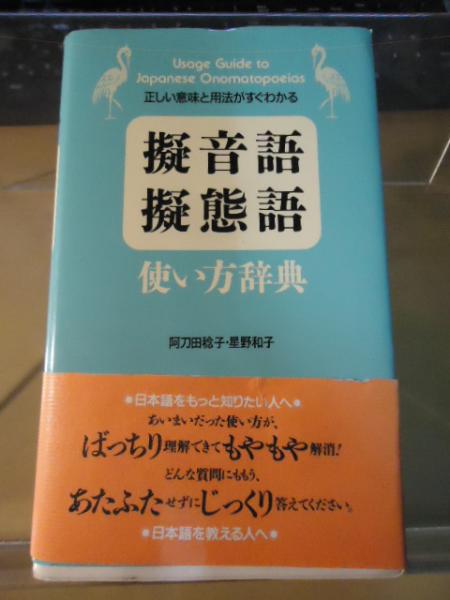 Usage Guide to
Japanese Onomatopoeias
正しい意味と用法がすぐわかる
擬音語
擬態語
使い方辞典
阿刀田稔子・星野和子
●日本語をもっと知りたい人へ●
あいまいだった使い方が、
ばっちり理解できてもやもや解消!
どんな質問にももう、
あたふたせずにじっくり答えてください。
●日本語を教える人へ●